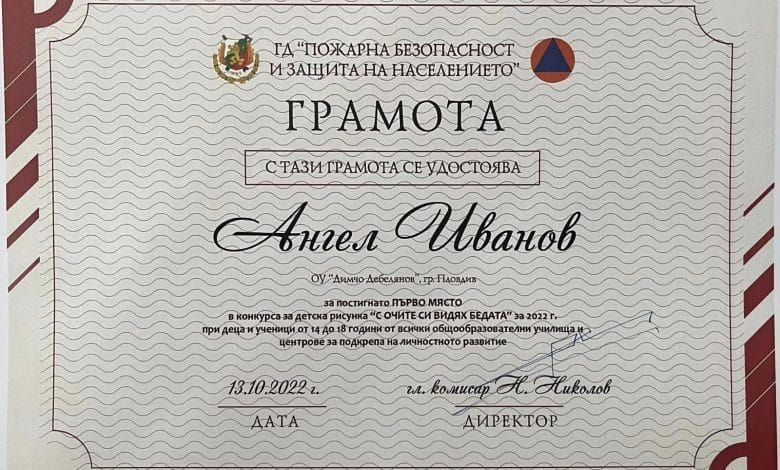 ГД "ПОЖАРНА БЕЗОПАСНОСТ
И ЗАЩИТА НА НАСЕЛЕНИЕТО"
ГРАМОТА
С ТАЗИ ГРАМОТА СЕ УДОСТОЯВА
Ангел Иванов
ОУ "Димчо Дебелянов", гр. Пловдив
за постигнато ПЪРВО МЯСТО
в конкурса за детска рисунка "С ОЧИТЕ СИ ВИДЯХ БЕДАТА" за 2022 г.
при деца и ученици от 14 до 18 години от всички общообразователни училища и
центрове за подкрепа на личностното развитие
13.10.2022 г.
гл. комисар Н. Николов
ДАТА
ДИРЕКТОР